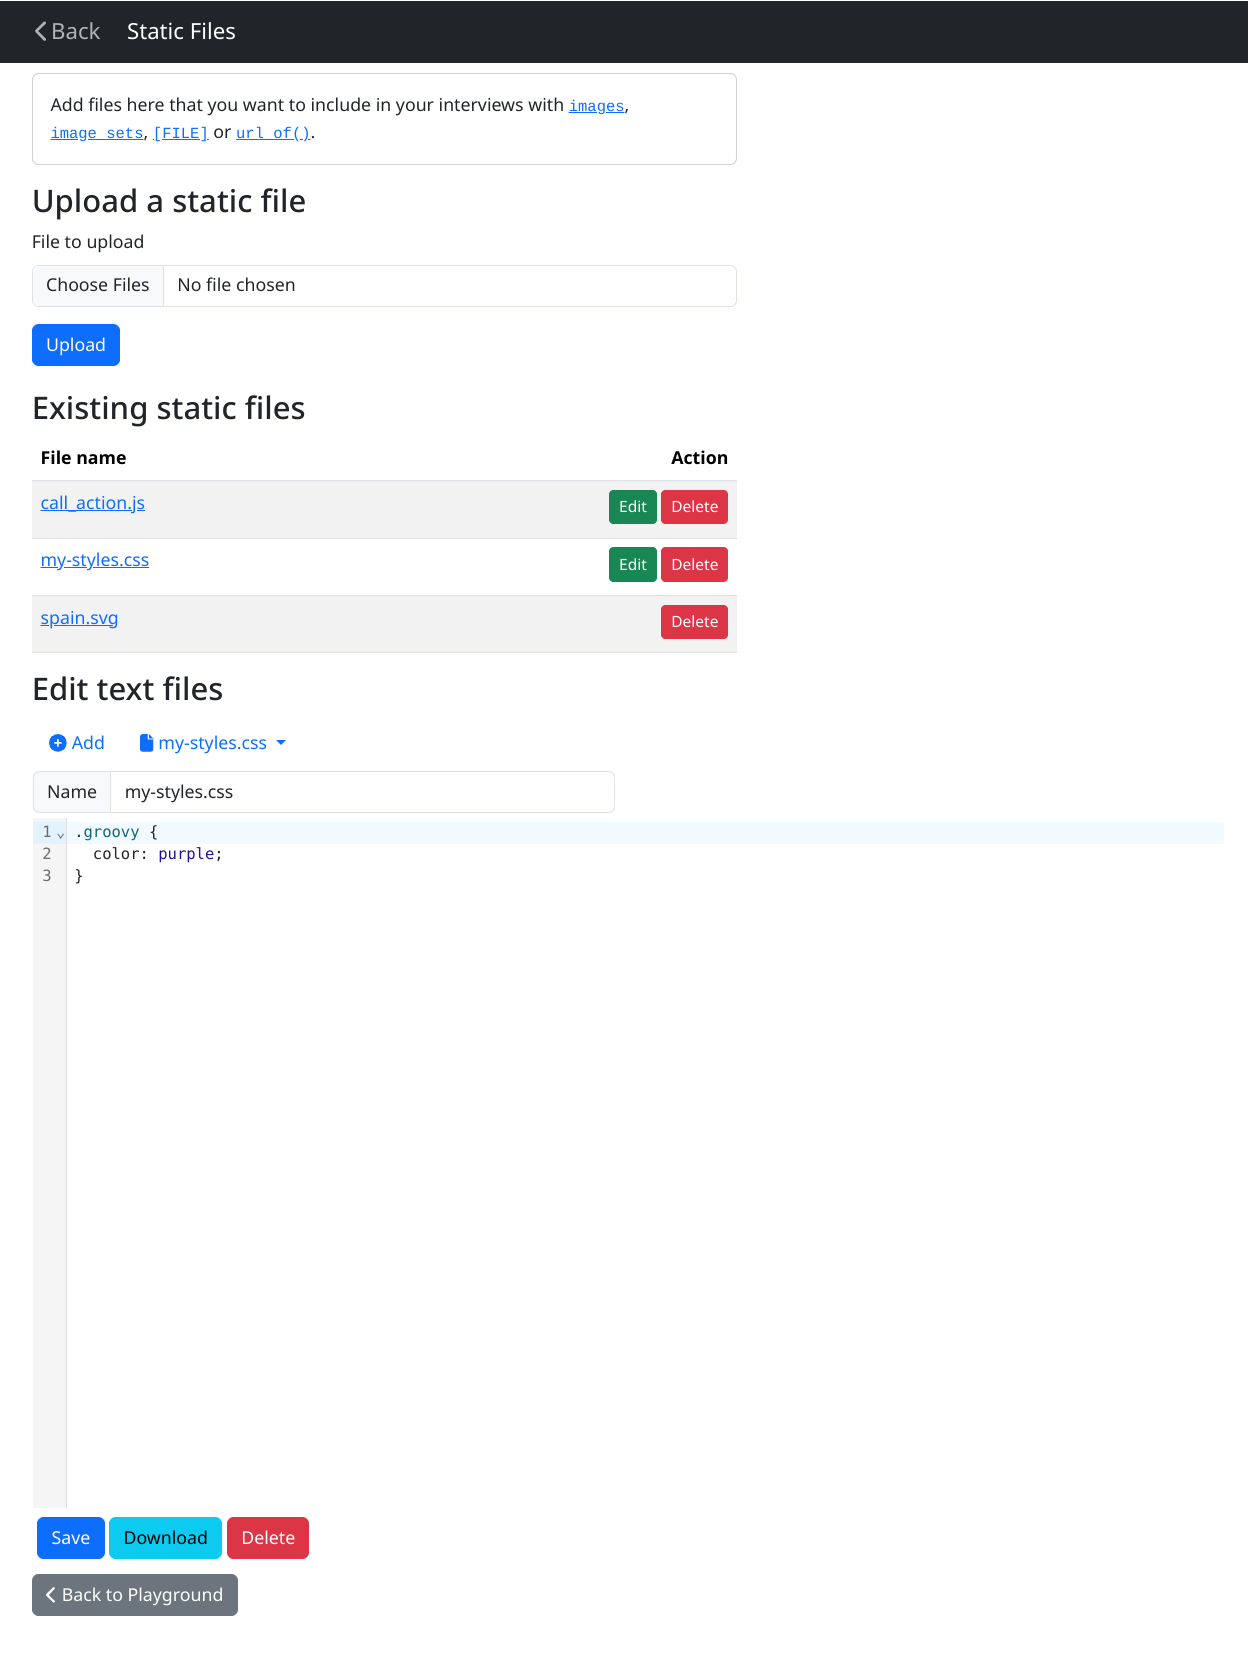 Back Static Files
Add files here that you want to include in your interviews with images,
image sets, [FILE] or url_of().
Upload a static file
File to upload
Choose Files No file chosen
Upload
Existing static files
File name Action
call_action.js Edit Delete
my-styles.css Edit Delete
spain.svg Delete
Edit text files
Add my-styles.css
Name my-styles.css
1 .groovy {
2 color: purple;
3 }
Save Download Delete
Back to Playground